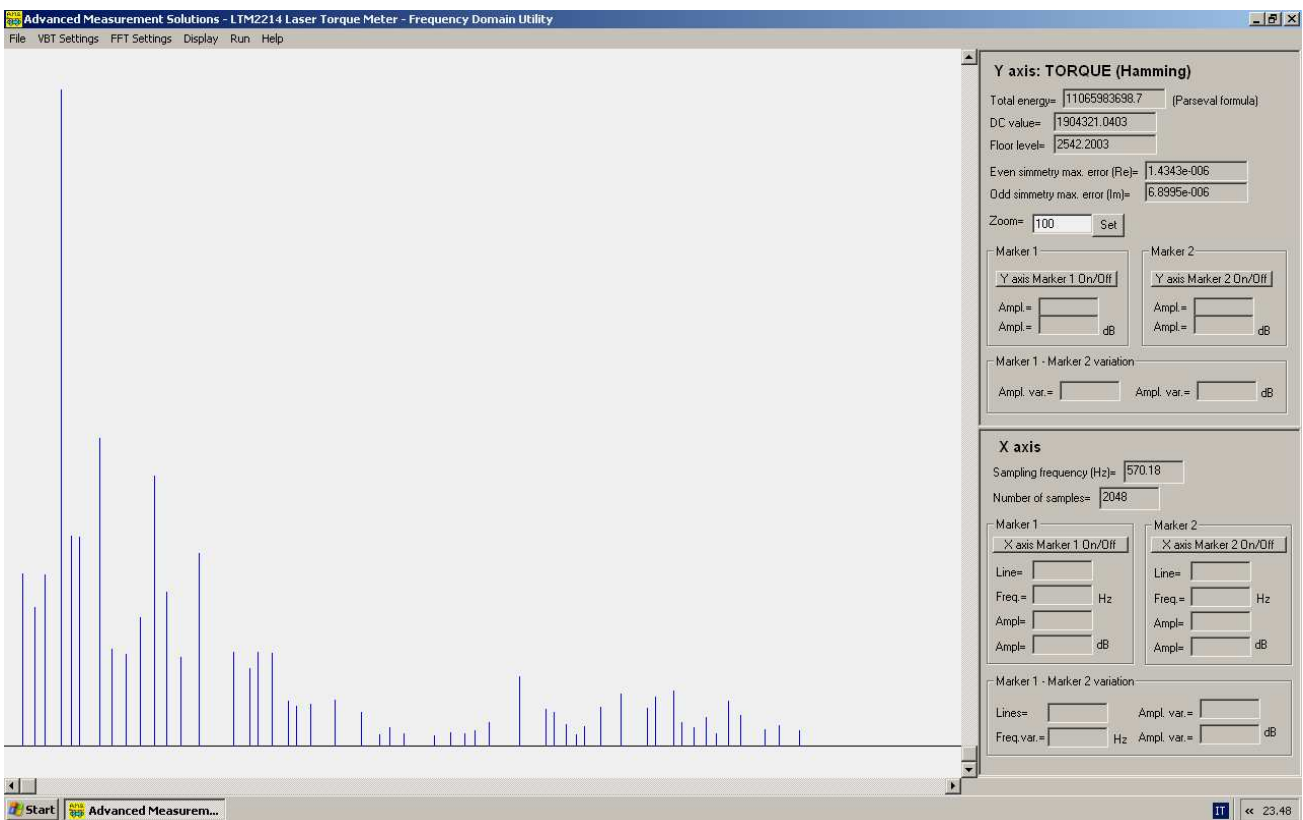 Advanced Measurement Solutions - LTM2214 Laser Torque Meter - Frequency Domain Utility
File VBT Settings FFT Settings Display Run Help
Y axis: TORQUE (Hamming)
Total energy= 11065983698.7 (Parseval formula)
DC value= 1904321.0403
Floor level= 2542.2003
Even simmetry max. error (Re)= 1.4343e-006
Odd simmetry max. error (Im)= 6.8995e-006
Zoom= 100 Set
Marker 1 Marker 2
Y axis Marker 1 On/Off Y axis Marker 2 On/Off
Ampl.= Ampl.=
Ampl.= dB Ampl.= dB
Marker 1 - Marker 2 variation
Ampl. var.= Ampl. var.= dB
X axis
Sampling frequency (Hz)= 570.18
Number of samples= 2048
Marker 1 Marker 2
X axis Marker 1 On/Off X axis Marker 2 On/Off
Line= Line=
Freq.= Hz Freq.= Hz
Ampl= Ampl=
Ampl= dB Ampl= dB
Marker 1 - Marker 2 variation
Lines= Ampl. var.=
Freq.var.= Hz Ampl. var.= dB
Start AMS Advanced Measurem... IT « 23.48